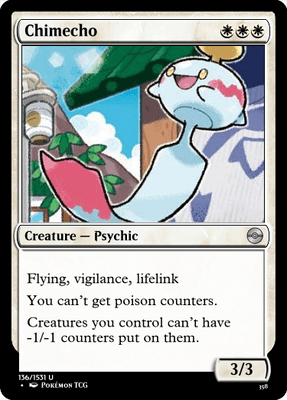 Chimecho
Creature — Psychic
Flying, vigilance, lifelink
You can't get poison counters.
Creatures you control can't have
-1/-1 counters put on them.
3/3
136/1531 U
• Pokémon TCG
358